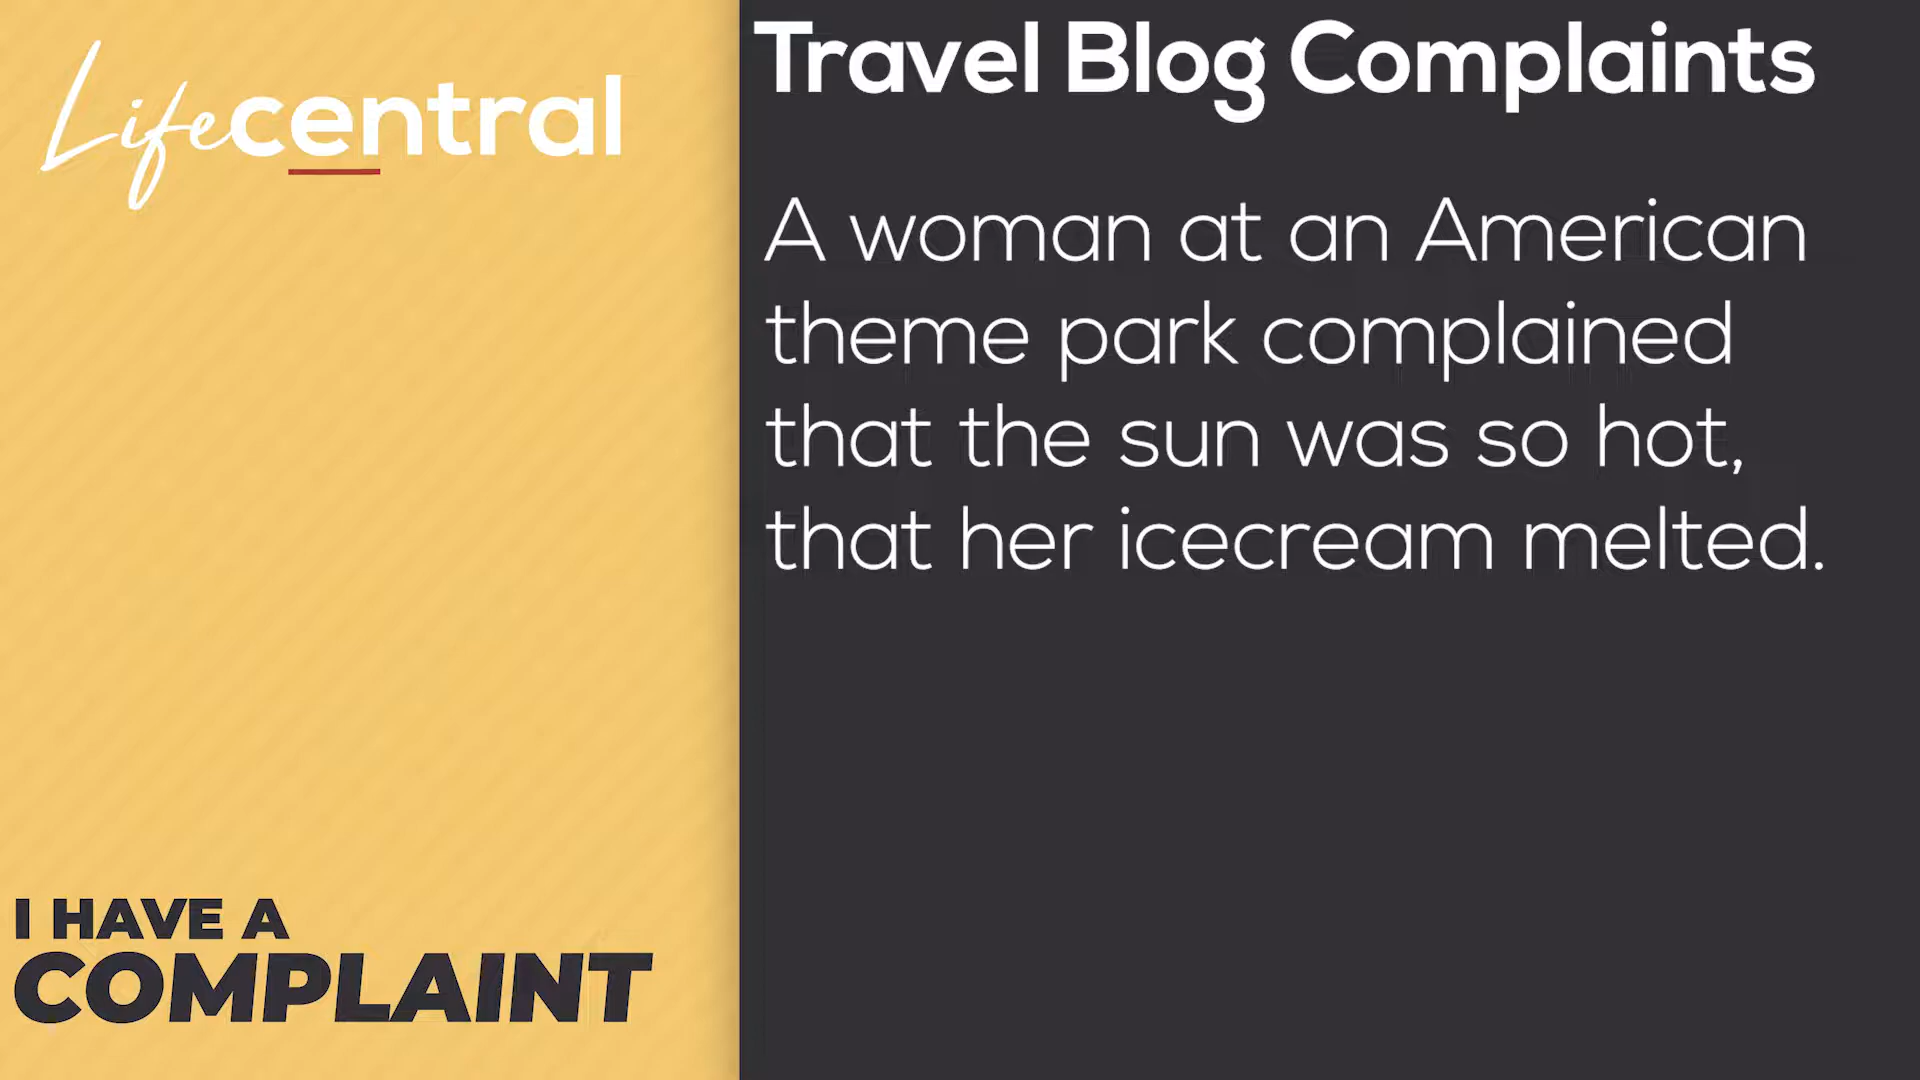 Lifecentral
Travel Blog Complaints
A woman at an American
theme park complained
that the sun was so hot,
that her icecream melted.
I HAVE A
COMPLAINT